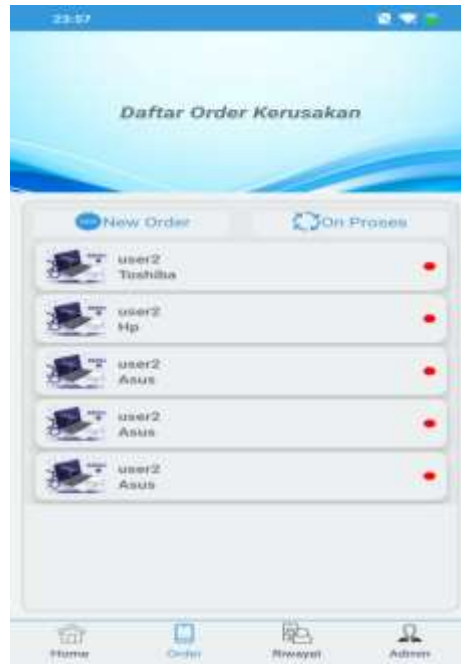 23:57
Daftar Order Kerusakan
New Order
On Proses
user2
Toshiba
user2
Hp
user2
Asus
user2
Asus
user2
Asus
Home
Order
Riwayat
Admin